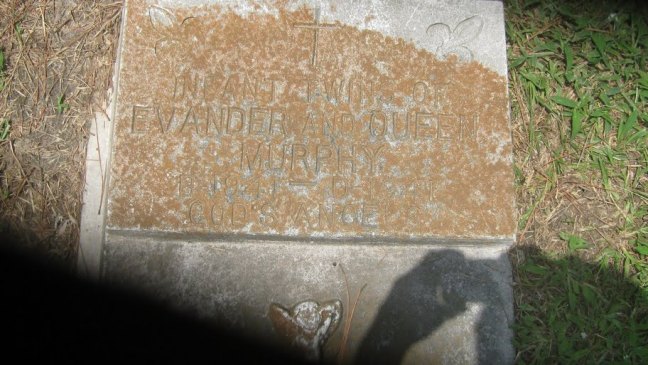 INFANT TWINS OF
EVANDER AND QUEEN
MURPHY
GOD'S ANGELS